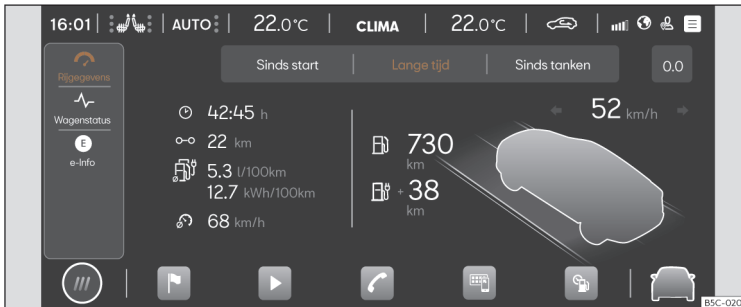 16:01 AUTO 22.0°C CLIMA 22.0°C
Sinds start Lange tijd Sinds tanken 0.0
Rijgegevens
Wagenstatus
E
e-Info
42:45 h
22 km
5.3 l/100km
12.7 kWh/100km
68 km/h
730
km
+ 38
km
52 km/h
B5C-020